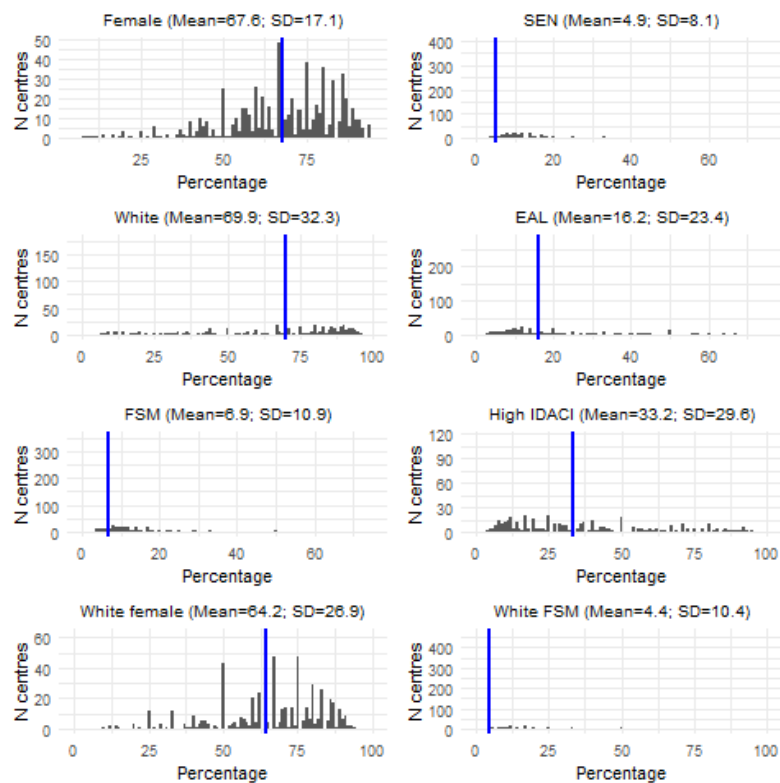 Female (Mean=67.6; SD=17.1)
N centres
50
40
30
20
10
0
25
50
75
Percentage
SEN (Mean=4.9; SD=8.1)
N centres
400
300
200
100
0
0
20
40
60
Percentage
White (Mean=69.9; SD=32.3)
N centres
150
100
50
0
0
25
50
75
100
Percentage
EAL (Mean=16.2; SD=23.4)
N centres
200
100
0
0
20
40
60
Percentage
FSM (Mean=6.9; SD=10.9)
N centres
300
200
100
0
0
20
40
60
Percentage
High IDACI (Mean=33.2; SD=29.6)
N centres
120
90
60
30
0
0
25
50
75
100
Percentage
White female (Mean=64.2; SD=26.9)
N centres
60
40
20
0
0
25
50
75
100
Percentage
White FSM (Mean=4.4; SD=10.4)
N centres
400
300
200
100
0
0
25
50
75
100
Percentage